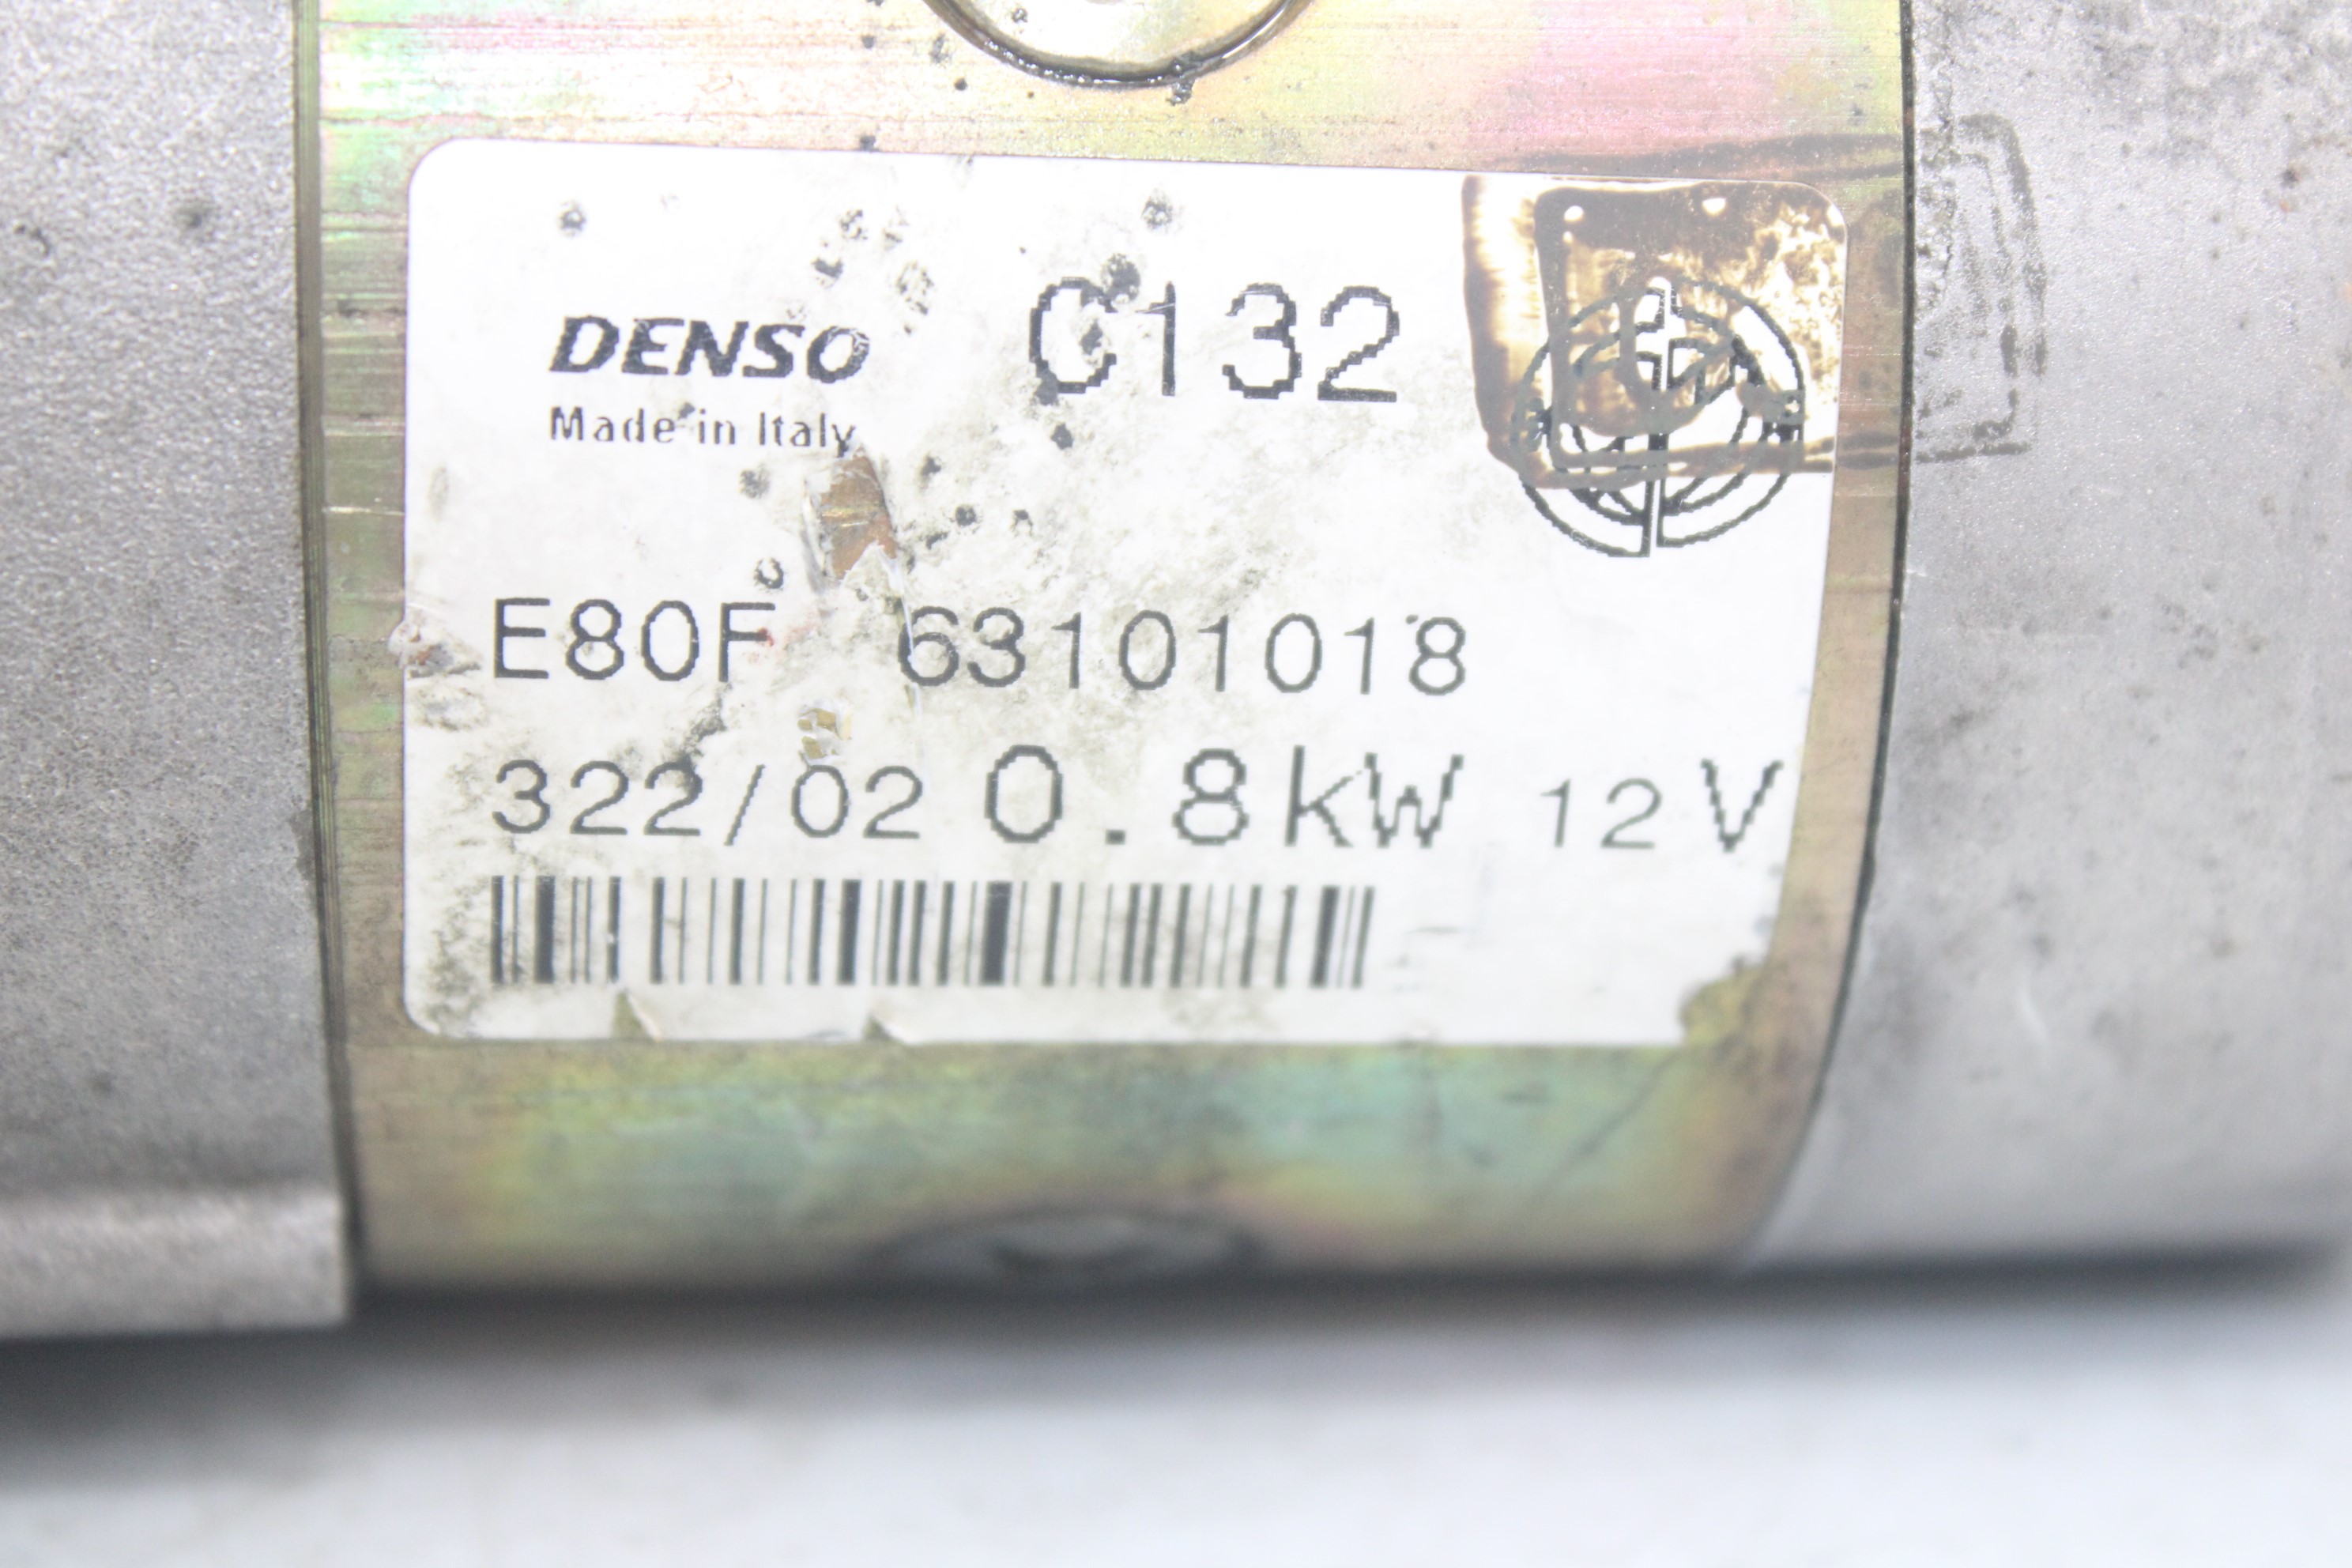 DENSO C132
Made in Italy
E80F 63101018
322/02 0.8kW 12V